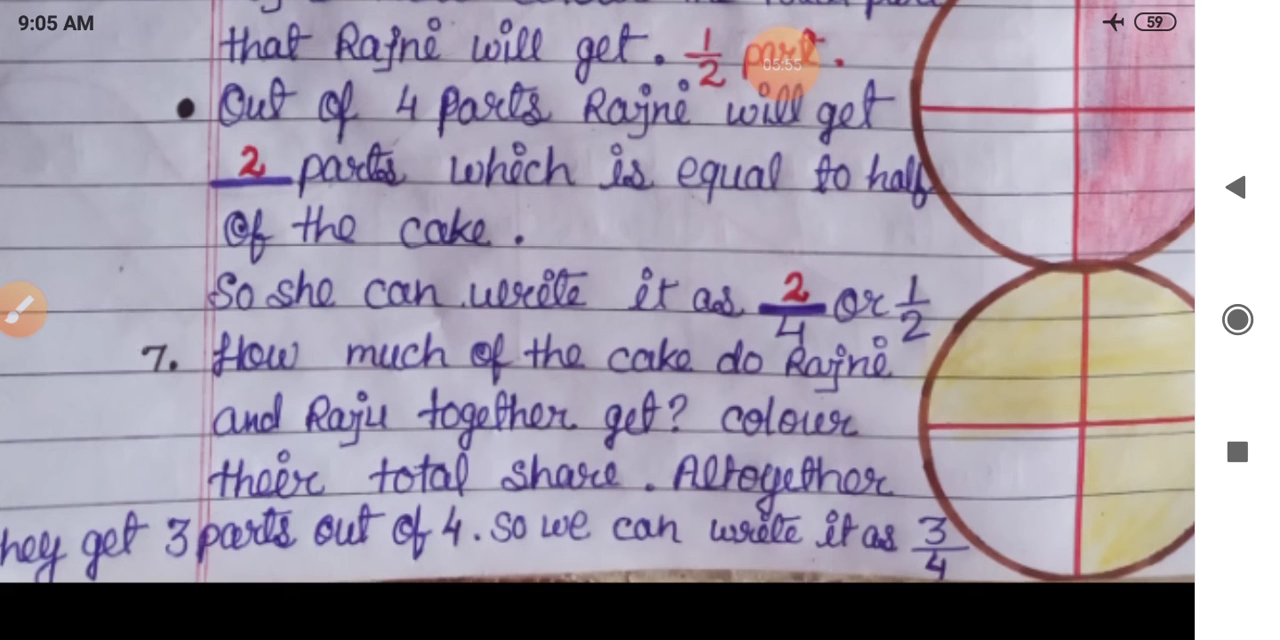 9:05 AM
59
that Rajni will get. 1/2 part.
05:55
• Out of 4 parts Rajni will get
2 parts which is equal to half
of the cake.
So she can write it as 2/4 or 1/2
7. How much of the cake do Rajni
and Raju together get? colour
their total share. Altogether
hey get 3 parts out of 4. so we can write it as 3/4